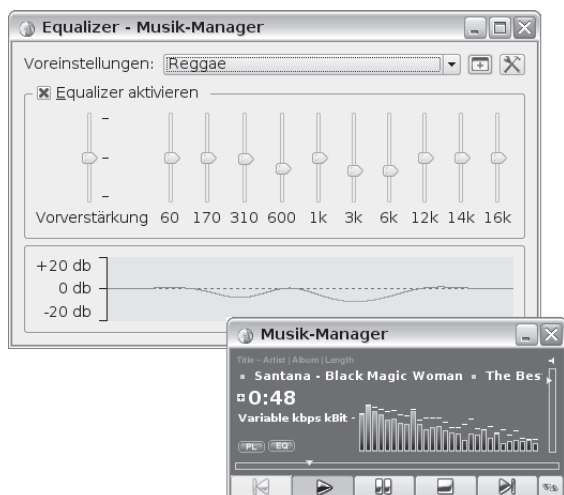 Equalizer - Musik-Manager
Voreinstellungen: Reggae
Equalizer aktivieren
Vorverstärkung 60 170 310 600 1k 3k 6k 12k 14k 16k
+20 db
0 db
-20 db
Musik-Manager
Title – Artist | Album | Length
Santana - Black Magic Woman The Bes
0:48
Variable kbps kBit -
PL EQ